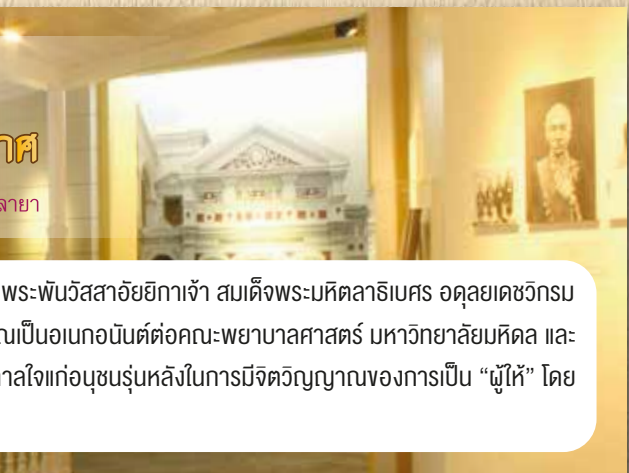 ลายา
พระพันวัสสาอัยยิกาเจ้า สมเด็จพระมหิตลาธิเบศร อดุลยเดชวิกรม
ณเป็นอเนกอนันต์ต่อคณะพยาบาลศาสตร์ มหาวิทยาลัยมหิดล และ
าลใจแก่อนุชนรุ่นหลังในการมีจิตวิญญาณของการเป็น “ผู้ให้” โดย